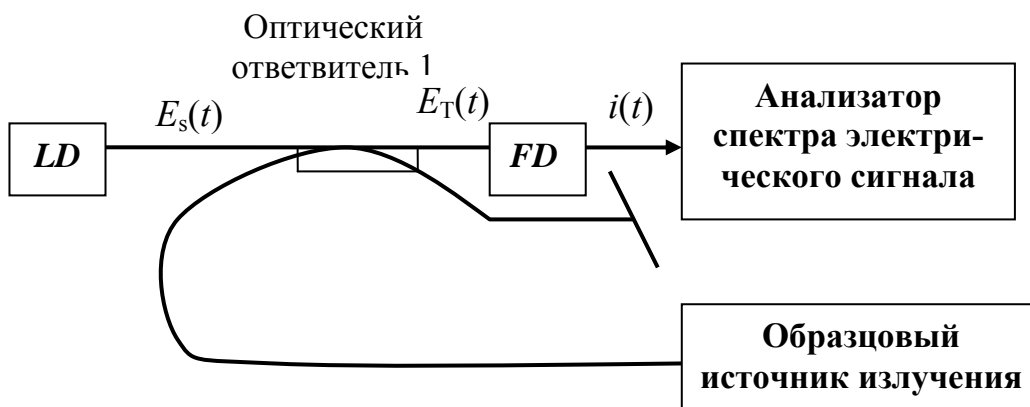 Оптический
ответвитель 1
E_s(t)
E_T(t)
i(t)
LD
FD
Анализатор
спектра электри-
ческого сигнала
Образцовый
источник излучения